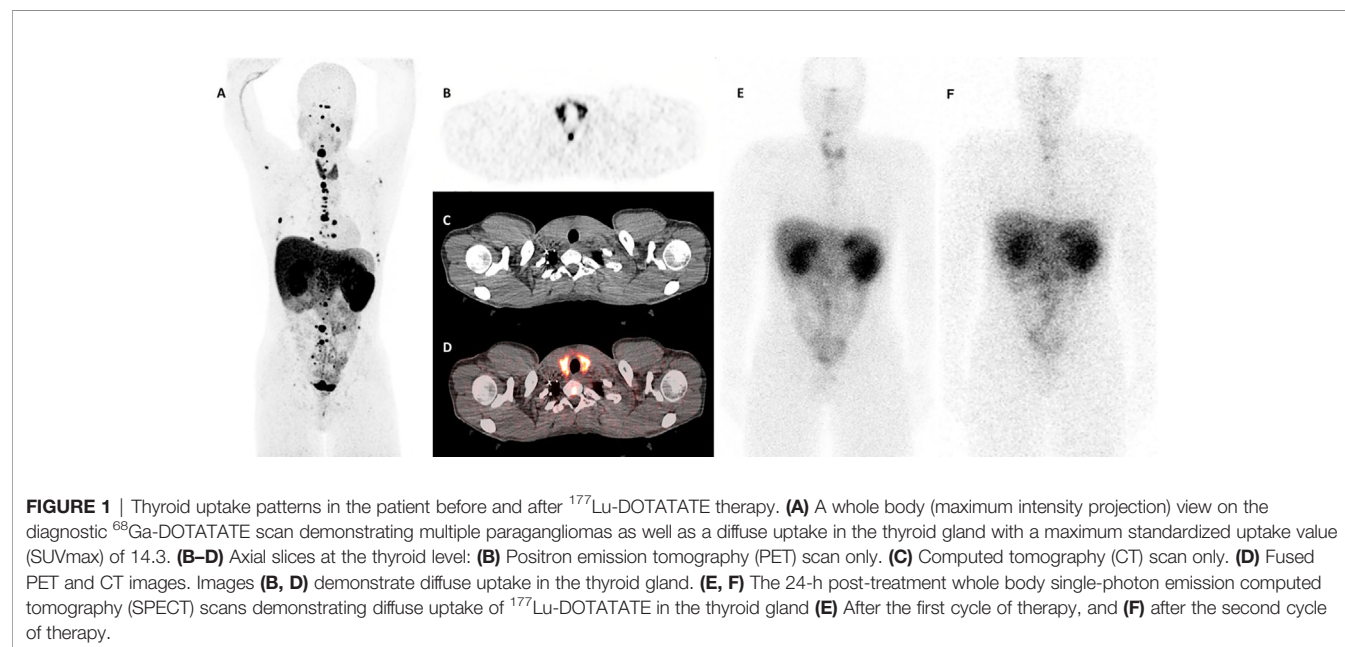 A
B
E
F
C
D
FIGURE 1 | Thyroid uptake patterns in the patient before and after ¹⁷⁷Lu-DOTATATE therapy. (A) A whole body (maximum intensity projection) view on the
diagnostic ⁶⁸Ga-DOTATATE scan demonstrating multiple paragangliomas as well as a diffuse uptake in the thyroid gland with a maximum standardized uptake value
(SUVmax) of 14.3. (B–D) Axial slices at the thyroid level: (B) Positron emission tomography (PET) scan only. (C) Computed tomography (CT) scan only. (D) Fused
PET and CT images. Images (B, D) demonstrate diffuse uptake in the thyroid gland. (E, F) The 24-h post-treatment whole body single-photon emission computed
tomography (SPECT) scans demonstrating diffuse uptake of ¹⁷⁷Lu-DOTATATE in the thyroid gland (E) After the first cycle of therapy, and (F) after the second cycle
of therapy.